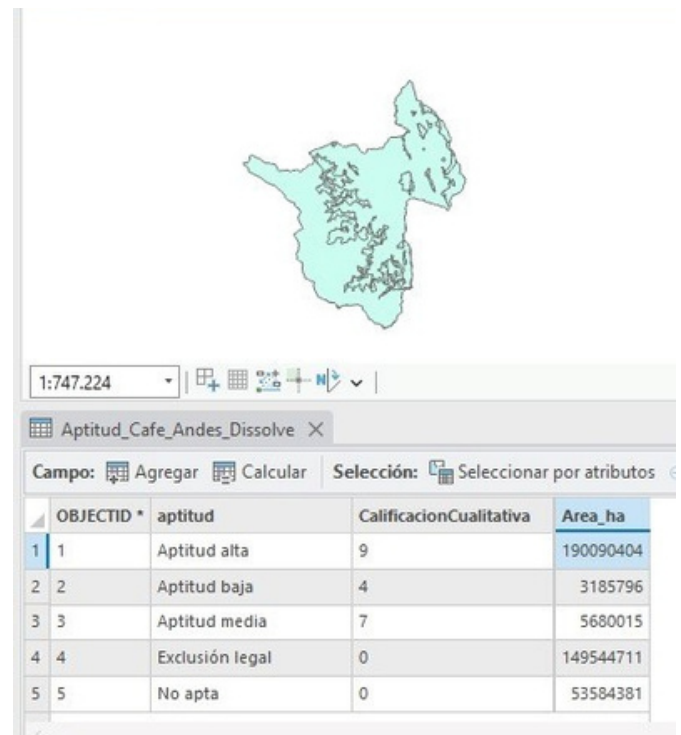 1:747.224
Aptitud_Cafe_Andes_Dissolve
Campo: Agregar Calcular Selección: Seleccionar por atributos
OBJECTID * aptitud CalificacionCualitativa Area_ha
1 1 Aptitud alta 9 190090404
2 2 Aptitud baja 4 3185796
3 3 Aptitud media 7 5680015
4 4 Exclusión legal 0 149544711
5 5 No apta 0 53584381